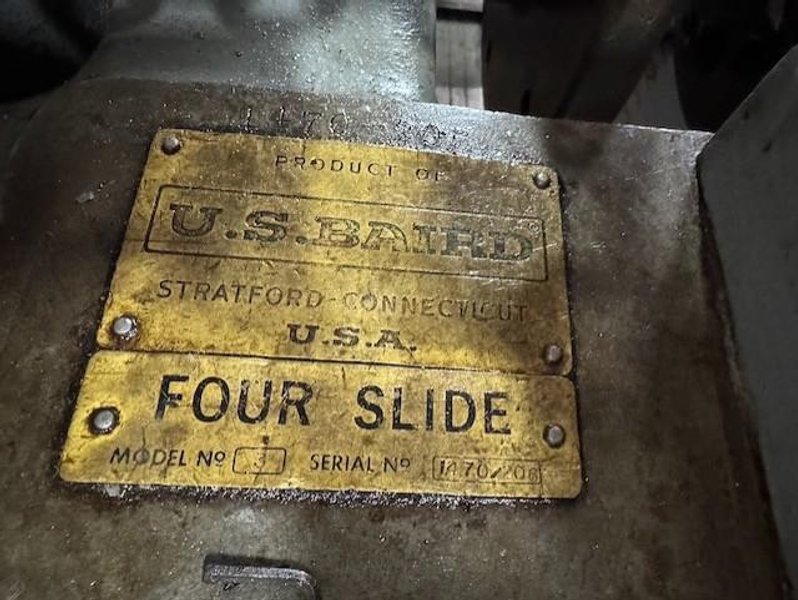 PRODUCT OF
U.S. BAIRD
STRATFORD-CONNECTICUT
U.S.A.
FOUR SLIDE
MODEL Nº 3 SERIAL Nº 1470/206